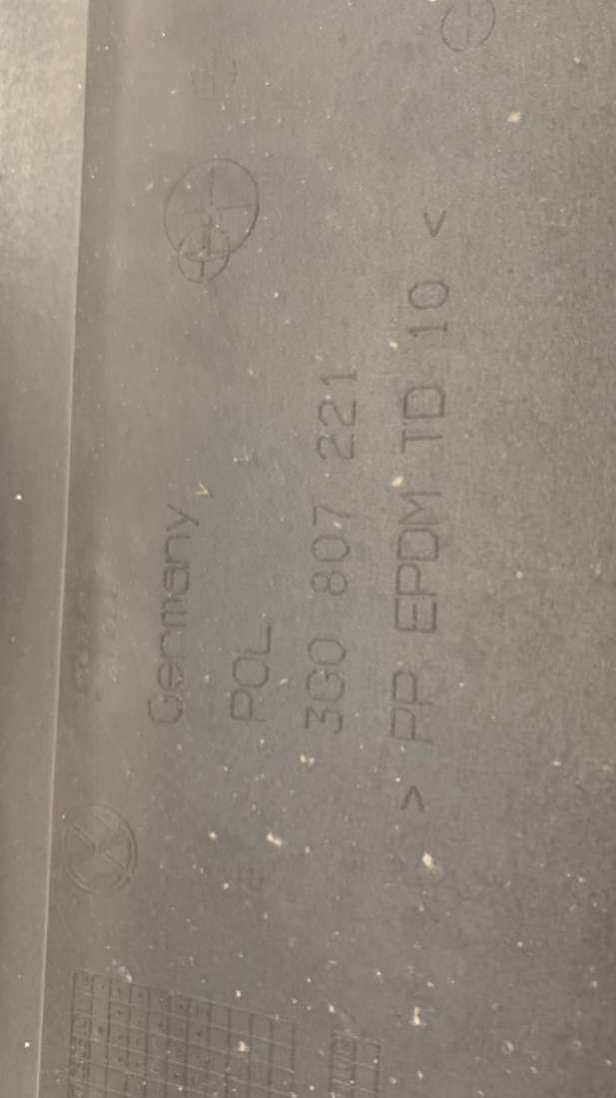 Germany
POL
3G0 807 221
> PP EPDM TD 10 <